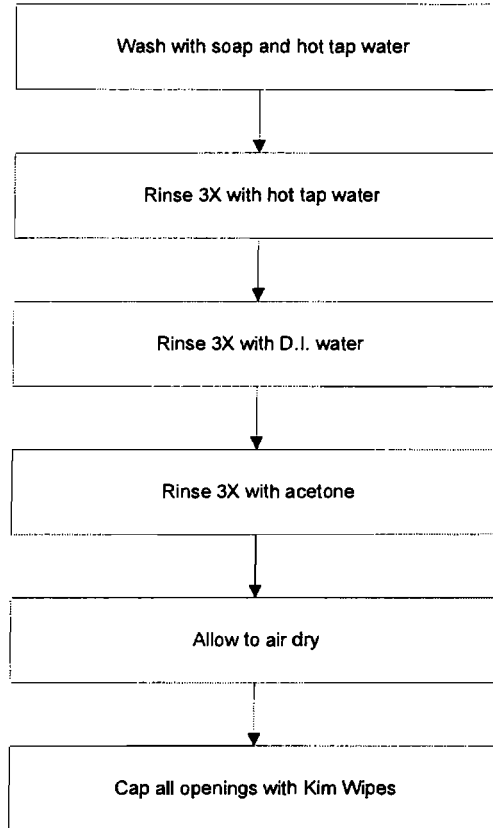 Wash with soap and hot tap water
Rinse 3X with hot tap water
Rinse 3X with D.I. water
Rinse 3X with acetone
Allow to air dry
Cap all openings with Kim Wipes